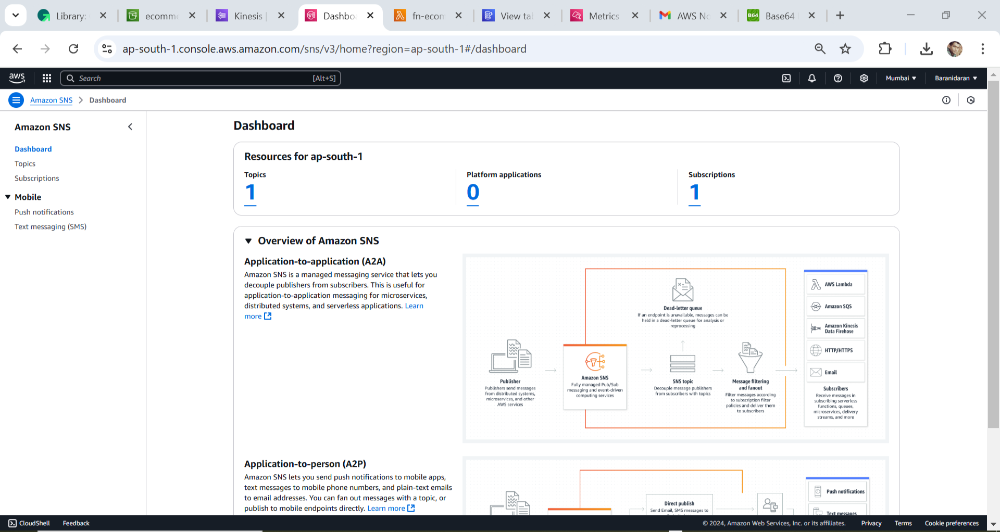 Library:
ecomme
Kinesis |
Dashboa
fn-ecom
View tab
Metrics
AWS No
Base64
ap-south-1.console.aws.amazon.com/sns/v3/home?region=ap-south-1#/dashboard
aws
Search
[Alt+S]
Mumbai
Baranidaran
Amazon SNS
Dashboard
Amazon SNS
Dashboard
Topics
Subscriptions
Mobile
Push notifications
Text messaging (SMS)
Dashboard
Resources for ap-south-1
Topics
1
Platform applications
0
Subscriptions
1
Overview of Amazon SNS
Application-to-application (A2A)
Amazon SNS is a managed messaging service that lets you
decouple publishers from subscribers. This is useful for
application-to-application messaging for microservices,
distributed systems, and serverless applications. Learn
more
Publisher
Publishers send messages
from distributed systems,
microservices, and other
AWS services
Amazon SNS
Fully managed Pub/Sub
messaging and event-driven
computing services
Dead-letter queue
If an endpoint is unavailable, messages can be
held in a dead-letter queue for analysis or
reprocessing
SNS topic
Decouple message publishers
from subscribers with topics
Message filtering
and fanout
Filter messages according
to subscription filter
policies and deliver them
to subscribers
AWS Lambda
Amazon SQS
Amazon Kinesis
Data Firehose
HTTP/HTTPS
Email
Subscribers
Receive messages in
subscribing serverless
functions, queues,
microservices, delivery
streams, and more
Application-to-person (A2P)
Amazon SNS lets you send push notifications to mobile apps,
text messages to mobile phone numbers, and plain-text emails
to email addresses. You can fan out messages with a topic, or
publish to mobile endpoints directly. Learn more
Direct publish
Send Email, SMS messages to
Push notifications
Text messages
CloudShell
Feedback
© 2024, Amazon Web Services, Inc. or its affiliates.
Privacy
Terms
Cookie preferences